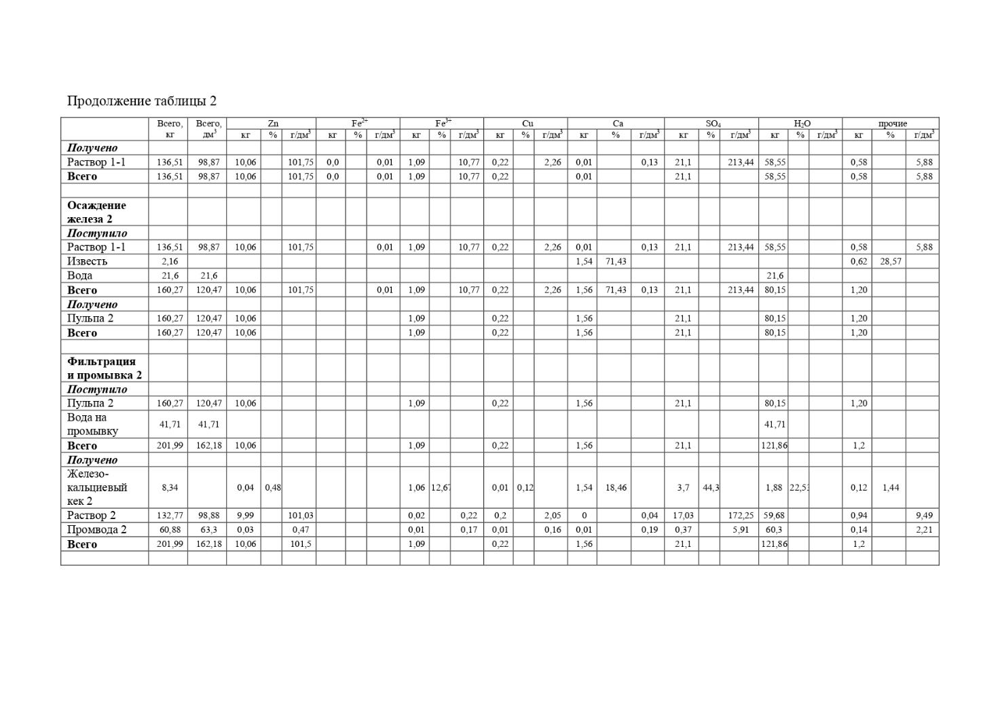 Продолжение таблицы 2
Всего, кг Всего, дм³ Zn Fe²⁺ Fe³⁺ Cu Ca SO₄ H₂O прочие
кг % г/дм³ кг % г/дм³ кг % г/дм³ кг % г/дм³ кг % г/дм³ кг % г/дм³ кг % г/дм³ кг % г/дм³
Получено
Раствор 1-1 136,51 98,87 10,06 101,75 0,0 0,01 1,09 10,77 0,22 2,26 0,01 0,13 21,1 213,44 58,55 0,58 5,88
Всего 136,51 98,87 10,06 101,75 0,0 0,01 1,09 10,77 0,22 0,01 21,1 58,55 0,58 5,88
Осаждение
железа 2
Поступило
Раствор 1-1 136,51 98,87 10,06 101,75 0,01 1,09 10,77 0,22 2,26 0,01 0,13 21,1 213,44 58,55 0,58 5,88
Известь 2,16 1,54 71,43 0,62 28,57
Вода 21,6 21,6 21,6
Всего 160,27 120,47 10,06 101,75 0,01 1,09 10,77 0,22 2,26 1,56 71,43 0,13 21,1 213,44 80,15 1,20
Получено
Пульпа 2 160,27 120,47 10,06 1,09 0,22 1,56 21,1 80,15 1,20
Всего 160,27 120,47 10,06 1,09 0,22 1,56 21,1 80,15 1,20
Фильтрация
и промывка 2
Поступило
Пульпа 2 160,27 120,47 10,06 1,09 0,22 1,56 21,1 80,15 1,20
Вода на
промывку 41,71 41,71 41,71
Всего 201,99 162,18 10,06 1,09 0,22 1,56 21,1 121,86 1,2
Получено
Железо-
кальциевый 8,34 0,04 0,48 1,06 12,67 0,01 0,12 1,54 18,46 3,7 44,3 1,88 22,53 0,12 1,44
кек 2
Раствор 2 132,77 98,88 9,99 101,03 0,02 0,22 0,2 2,05 0 0,04 17,03 172,25 59,68 0,94 9,49
Промвода 2 60,88 63,3 0,03 0,47 0,01 0,17 0,01 0,16 0,01 0,19 0,37 5,91 60,3 0,14 2,21
Всего 201,99 162,18 10,06 101,5 1,09 0,22 1,56 21,1 121,86 1,2